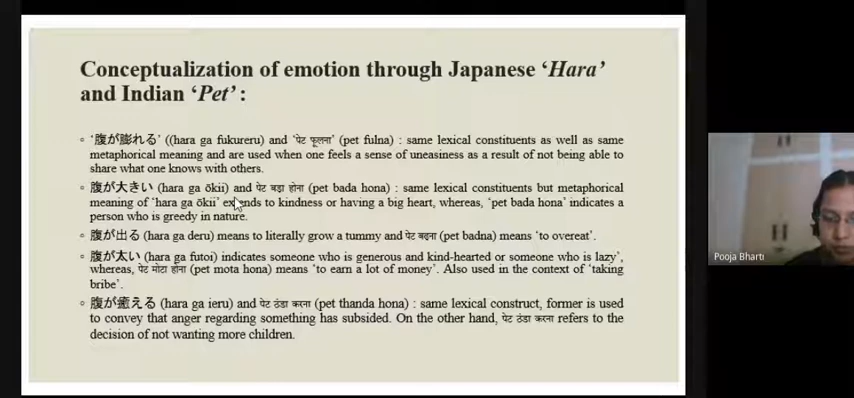 Conceptualization of emotion through Japanese ‘Hara’
and Indian ‘Pet’ :
◦ ‘腹が膨れる’ ((hara ga fukureru) and ‘पेट फूलना’ (pet fulna) : same lexical constituents as well as same
metaphorical meaning and are used when one feels a sense of uneasiness as a result of not being able to
share what one knows with others.
◦ 腹が大きい (hara ga ōkii) and पेट बड़ा होना (pet bada hona) : same lexical constituents but metaphorical
meaning of ‘hara ga ōkii’ extends to kindness or having a big heart, whereas, ‘pet bada hona’ indicates a
person who is greedy in nature.
◦ 腹が出る (hara ga deru) means to literally grow a tummy and पेट बढ़ना (pet badna) means ‘to overeat’.
◦ 腹が太い (hara ga futoi) indicates someone who is generous and kind-hearted or someone who is lazy’,
whereas, पेट मोटा होना (pet mota hona) means ‘to earn a lot of money’. Also used in the context of ‘taking
bribe’.
◦ 腹が癒える (hara ga ieru) and पेट ठंडा करना (pet thanda hona) : same lexical construct, former is used
to convey that anger regarding something has subsided. On the other hand, पेट ठंडा करना refers to the
decision of not wanting more children.
Pooja Bharti